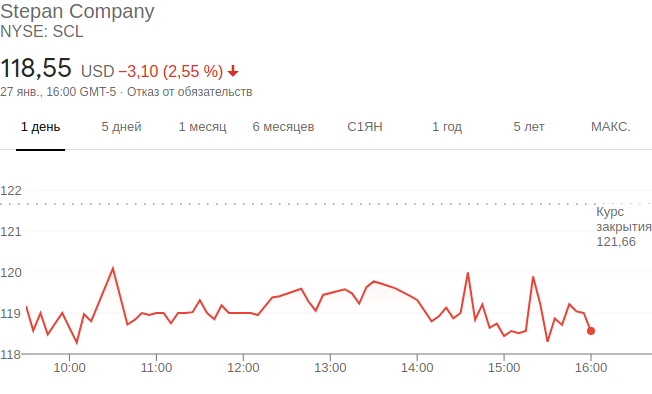 Stepan Company
NYSE: SCL
118,55 USD −3,10 (2,55 %)
27 янв., 16:00 GMT-5 · Отказ от обязательств
1 день 5 дней 1 месяц 6 месяцев С1ЯН 1 год 5 лет МАКС.
122
Курс
закрытия
121,66
121
120
119
118
10:00 11:00 12:00 13:00 14:00 15:00 16:00